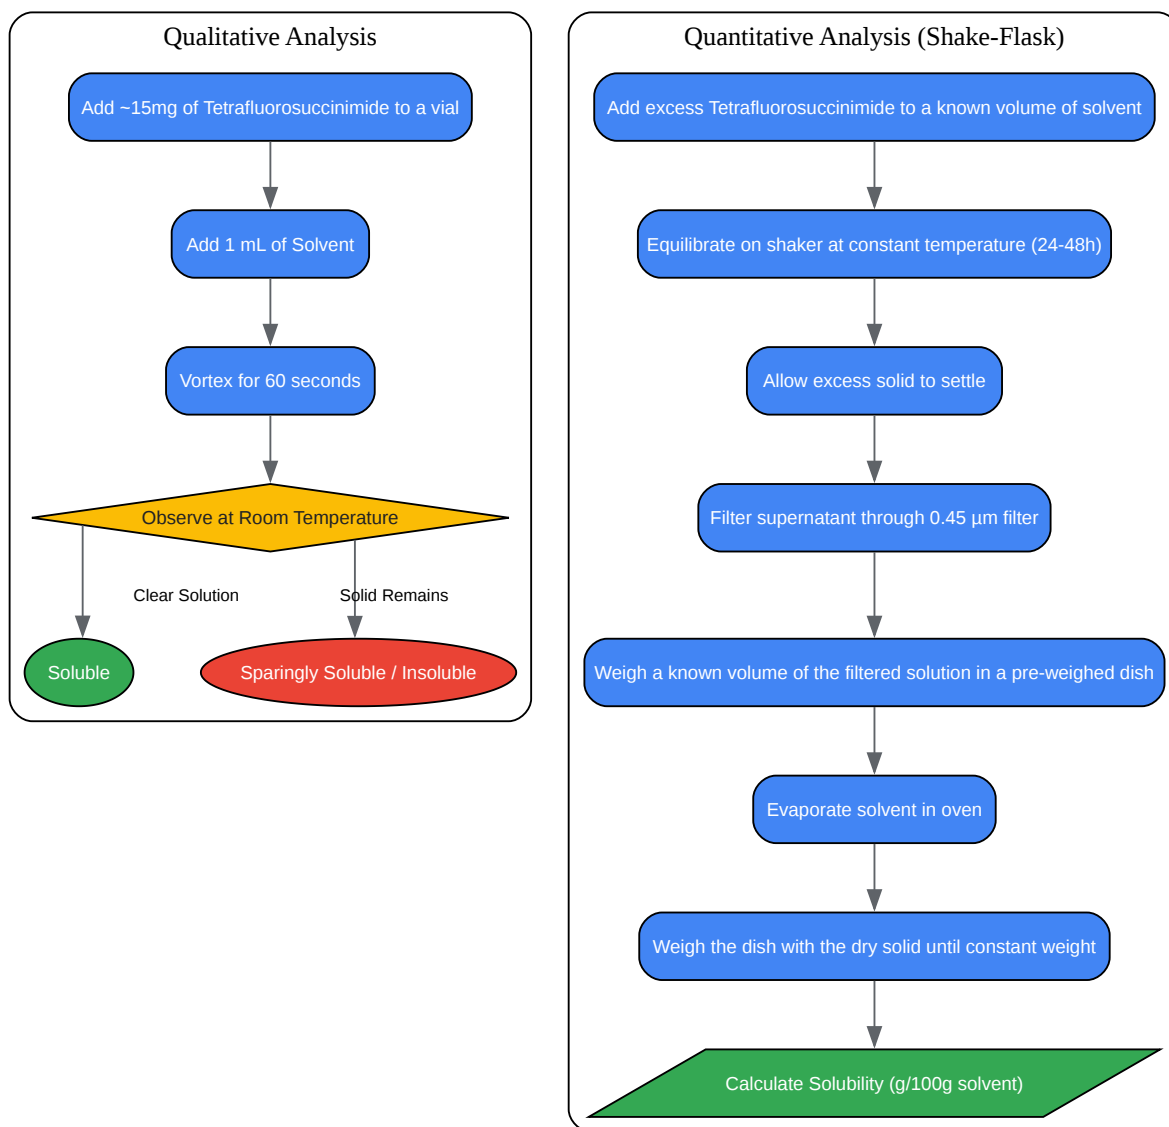 Qualitative Analysis
Add ~15mg of Tetrafluorosuccinimide to a vial
Add 1 mL of Solvent
Vortex for 60 seconds
Observe at Room Temperature
Clear Solution
Solid Remains
Soluble
Sparingly Soluble / Insoluble
Quantitative Analysis (Shake-Flask)
Add excess Tetrafluorosuccinimide to a known volume of solvent
Equilibrate on shaker at constant temperature (24-48h)
Allow excess solid to settle
Filter supernatant through 0.45 µm filter
Weigh a known volume of the filtered solution in a pre-weighed dish
Evaporate solvent in oven
Weigh the dish with the dry solid until constant weight
Calculate Solubility (g/100g solvent)